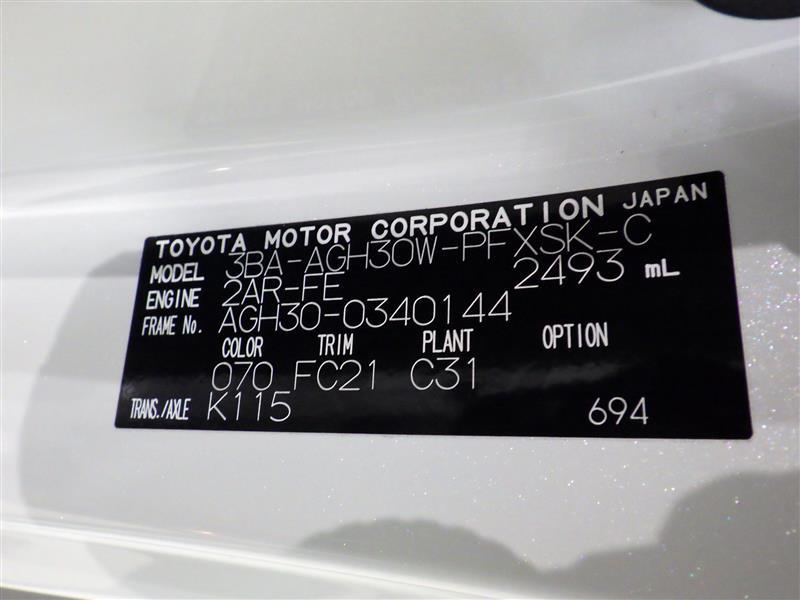 TOYOTA MOTOR CORPORATION JAPAN
MODEL 3BA-AGH30W-PFXSK-C
ENGINE 2AR-FE 2493 mL
FRAME No. AGH30-0340144
COLOR TRIM PLANT OPTION
070 FC21 C31
TRANS./AXLE K115 694